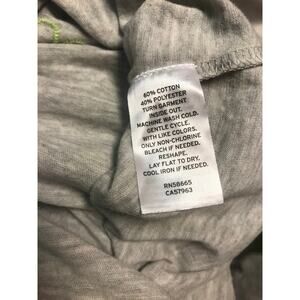 60% COTTON
40% POLYESTER
TURN GARMENT
INSIDE OUT.
MACHINE WASH COLD.
GENTLE CYCLE.
WITH LIKE COLORS.
ONLY NON-CHLORINE
BLEACH IF NEEDED.
RESHAPE.
LAY FLAT TO DRY.
COOL IRON IF NEEDED.
RN58665
CA57963